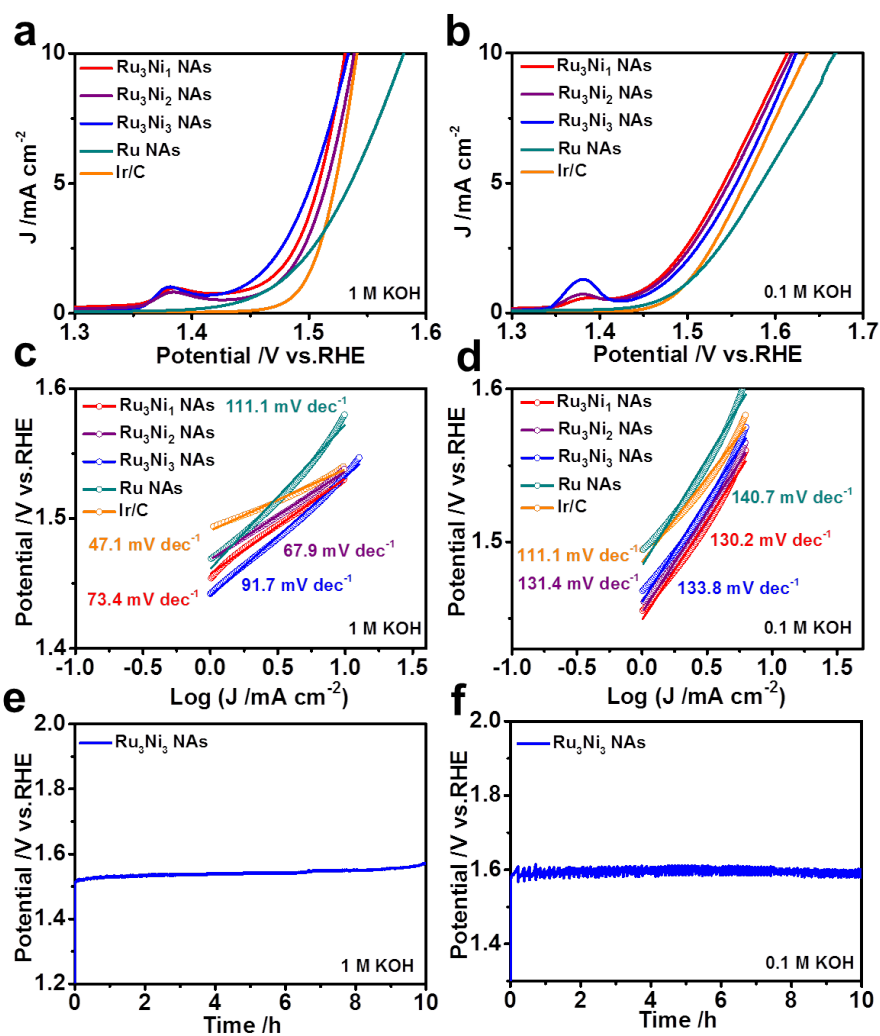 a
J /mA cm⁻²
10
5
0
Ru₃Ni₁ NAs
Ru₃Ni₂ NAs
Ru₃Ni₃ NAs
Ru NAs
Ir/C
1 M KOH
1.3 1.4 1.5 1.6
Potential /V vs.RHE
b
J /mA cm⁻²
10
5
0
Ru₃Ni₁ NAs
Ru₃Ni₂ NAs
Ru₃Ni₃ NAs
Ru NAs
Ir/C
0.1 M KOH
1.3 1.4 1.5 1.6 1.7
Potential /V vs.RHE
c
Potential /V vs.RHE
1.6
1.5
1.4
Ru₃Ni₁ NAs
Ru₃Ni₂ NAs
Ru₃Ni₃ NAs
Ru NAs
Ir/C
111.1 mV dec⁻¹
47.1 mV dec⁻¹
67.9 mV dec⁻¹
73.4 mV dec⁻¹
91.7 mV dec⁻¹
1 M KOH
-1.0 -0.5 0.0 0.5 1.0 1.5
Log (J /mA cm⁻²)
d
Potential /V vs.RHE
1.6
1.5
Ru₃Ni₁ NAs
Ru₃Ni₂ NAs
Ru₃Ni₃ NAs
Ru NAs
Ir/C
140.7 mV dec⁻¹
111.1 mV dec⁻¹
130.2 mV dec⁻¹
131.4 mV dec⁻¹
133.8 mV dec⁻¹
0.1 M KOH
-1.0 -0.5 0.0 0.5 1.0 1.5
Log (J /mA cm⁻²)
e
Potential /V vs.RHE
2.0
1.9
1.8
1.6
1.5
1.4
1.2
Ru₃Ni₃ NAs
1 M KOH
0 2 4 6 8 10
Time /h
f
Potential /V vs.RHE
2.0
1.8
1.6
1.4
Ru₃Ni₃ NAs
0.1 M KOH
0 2 4 6 8 10
Time /h